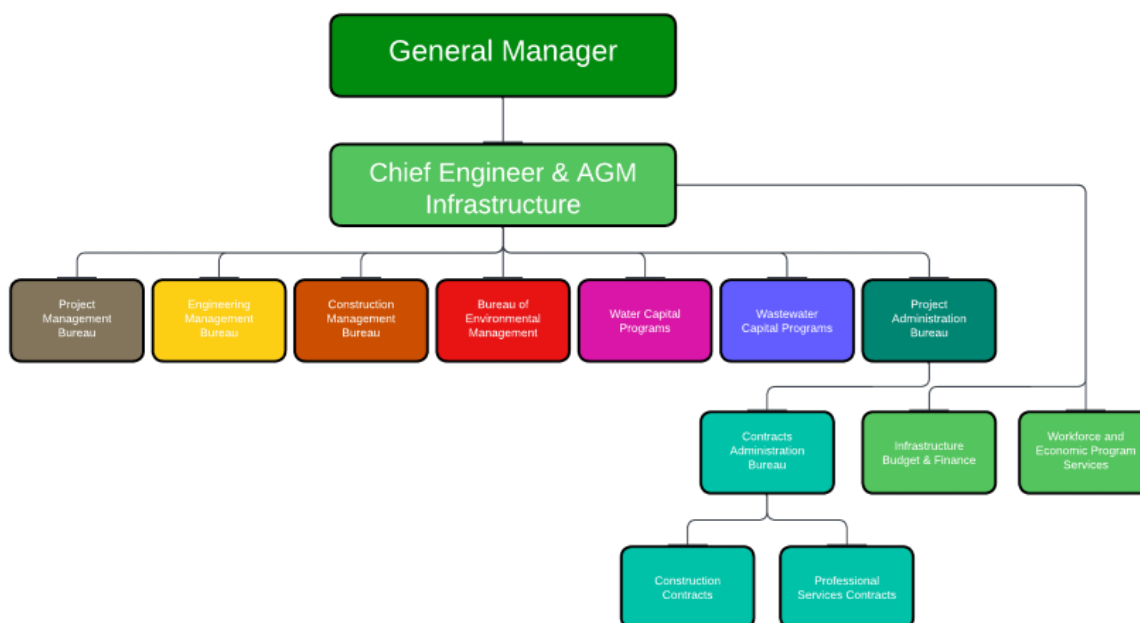 General Manager
Chief Engineer & AGM
Infrastructure
Project
Management
Bureau
Engineering
Management
Bureau
Construction
Management
Bureau
Bureau of
Environmental
Management
Water Capital
Programs
Wastewater
Capital Programs
Project
Administration
Bureau
Contracts
Administration
Bureau
Infrastructure
Budget & Finance
Workforce and
Economic Program
Services
Construction
Contracts
Professional
Services Contracts